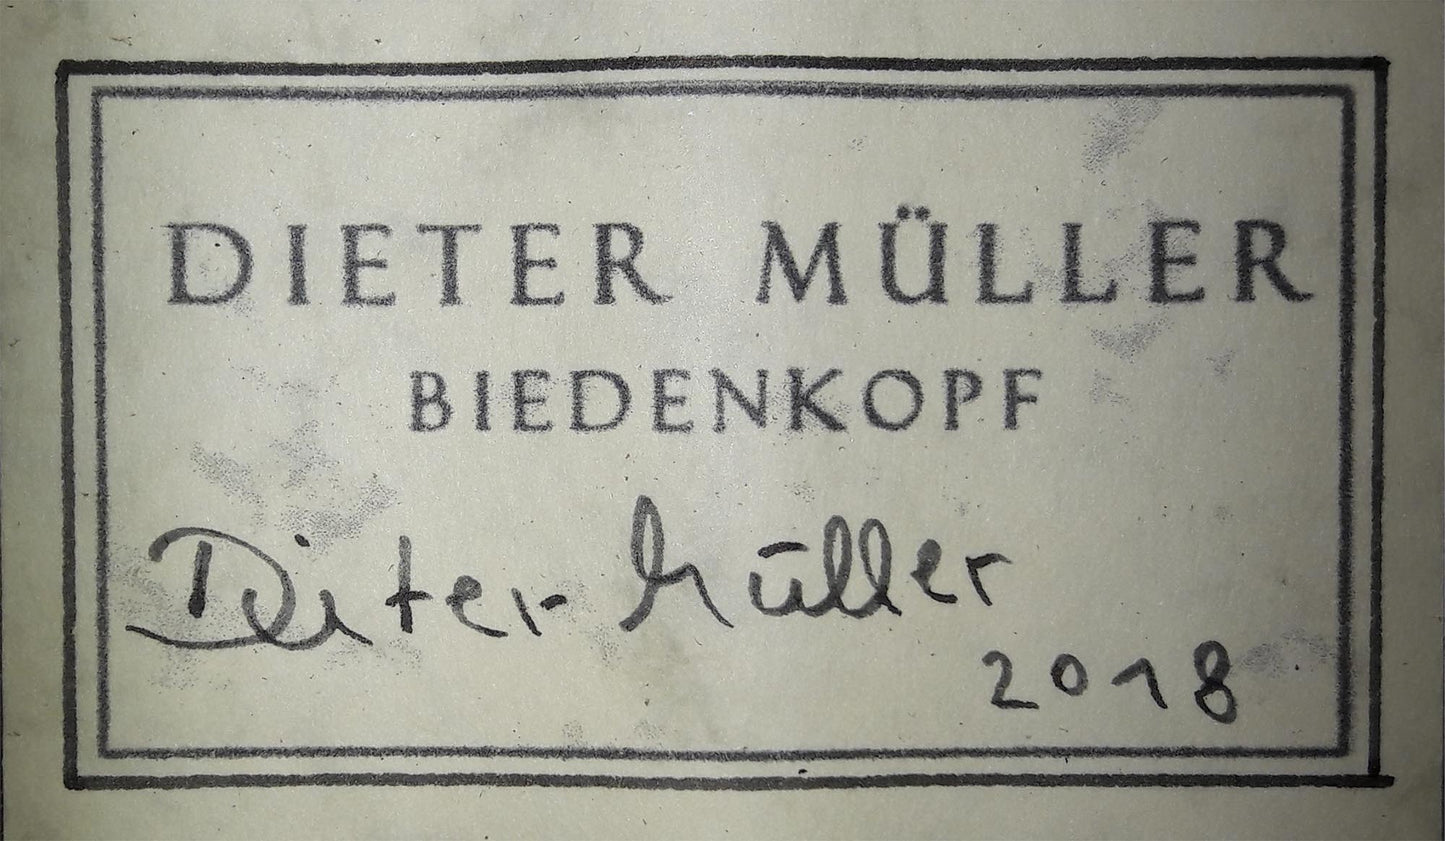 DIETER MÜLLER
BIEDENKOPF
Dieter Müller
2018